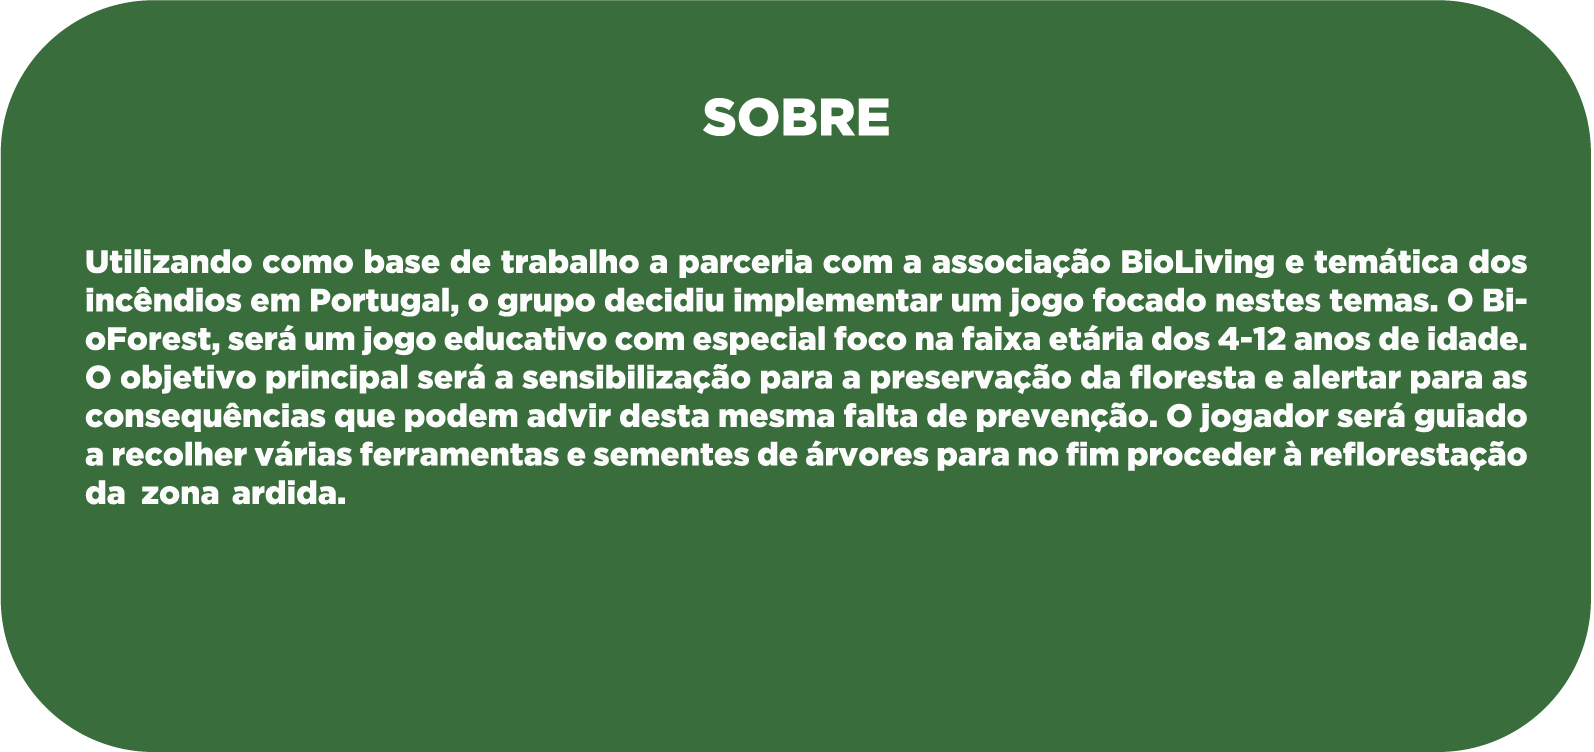 SOBRE
Utilizando como base de trabalho a parceria com a associação BioLiving e temática dos
incêndios em Portugal, o grupo decidiu implementar um jogo focado nestes temas. O Bi-
oForest, será um jogo educativo com especial foco na faixa etária dos 4-12 anos de idade.
O objetivo principal será a sensibilização para a preservação da floresta e alertar para as
consequências que podem advir desta mesma falta de prevenção. O jogador será guiado
a recolher várias ferramentas e sementes de árvores para no fim proceder à reflorestação
da zona ardida.